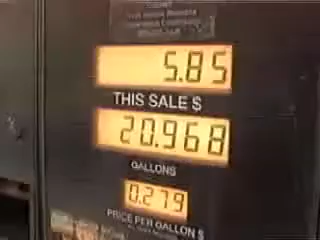 5.85
THIS SALE $
20.968
GALLONS
0.279
PRICE PER GALLON $